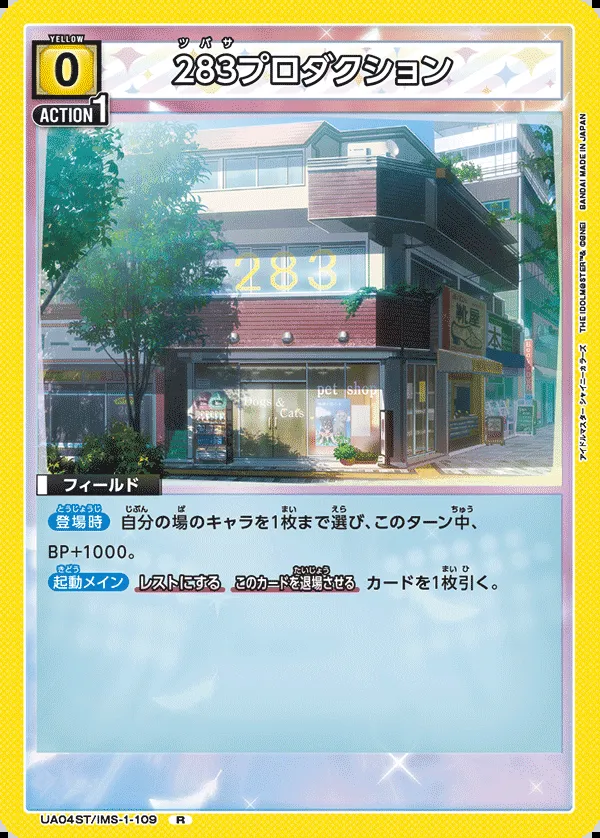 YELLOW
0
ACTION 1
ツバサ
283プロダクション
283
Dogs & Cats
pet shop
靴屋
本
フィールド
とうじょうじ じぶん ば まい えら ちゅう
登場時 自分の場のキャラを1枚まで選び、このターン中、
BP+1000。
きどう たいじょう まい ひ
起動メイン レストにする このカードを退場させる カードを1枚引く。
アイドルマスター シャイニーカラーズ THE IDOLM@STER™& ©BNEI BANDAI MADE IN JAPAN
UA04ST/IMS-1-109 R